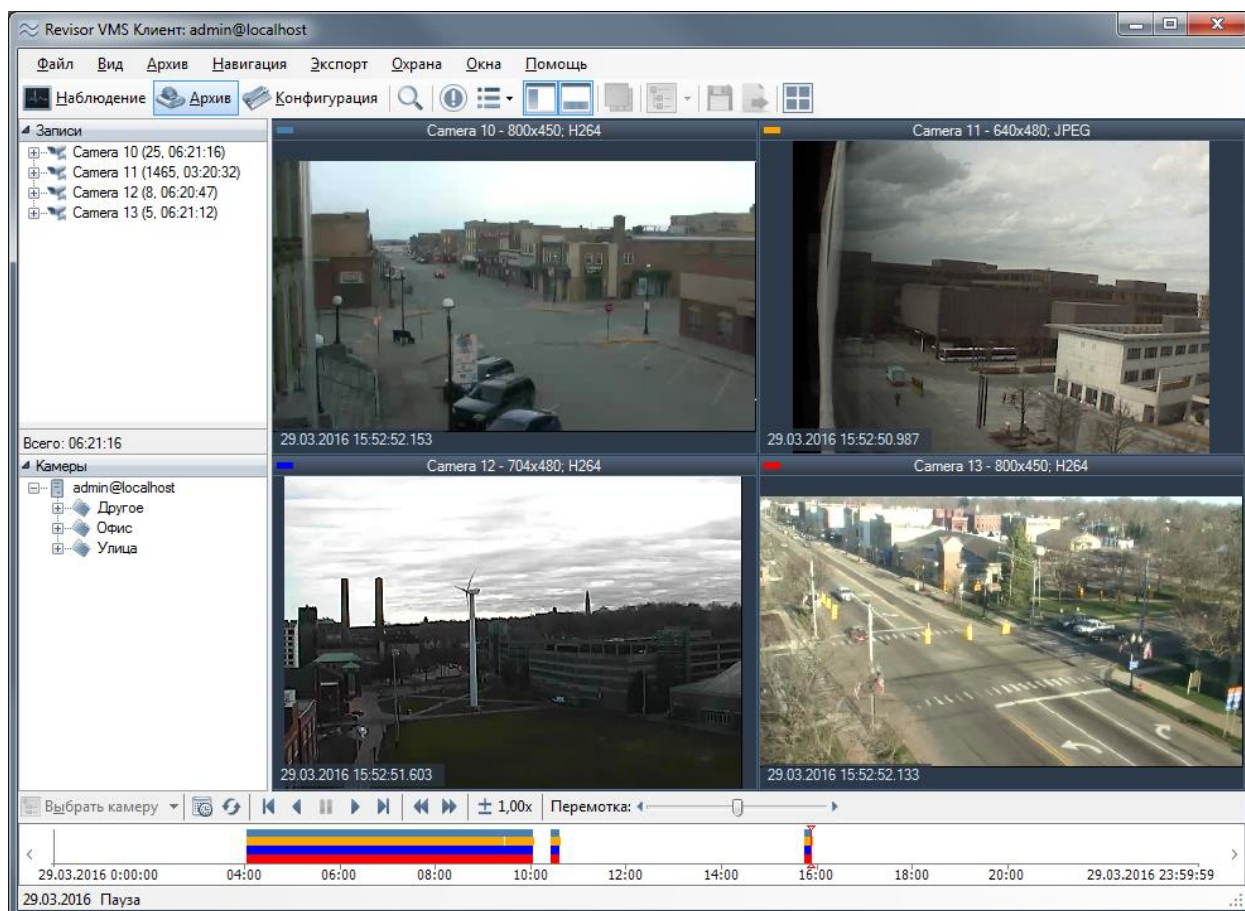 Revisor VMS Клиент: admin@localhost
Файл Вид Архив Навигация Экспорт Охрана Окна Помощь
Наблюдение Архив Конфигурация
Записи
Camera 10 (25, 06:21:16)
Camera 11 (1465, 03:20:32)
Camera 12 (8, 06:20:47)
Camera 13 (5, 06:21:12)
Всего: 06:21:16
Камеры
admin@localhost
Другое
Офис
Улица
Camera 10 - 800x450; H264
29.03.2016 15:52:52.153
Camera 11 - 640x480; JPEG
29.03.2016 15:52:50.987
Camera 12 - 704x480; H264
29.03.2016 15:52:51.603
Camera 13 - 800x450; H264
29.03.2016 15:52:52.133
Выбрать камеру 1,00x Перемотка:
29.03.2016 0:00:00 04:00 06:00 08:00 10:00 12:00 14:00 16:00 18:00 20:00 29.03.2016 23:59:59
29.03.2016 Пауза